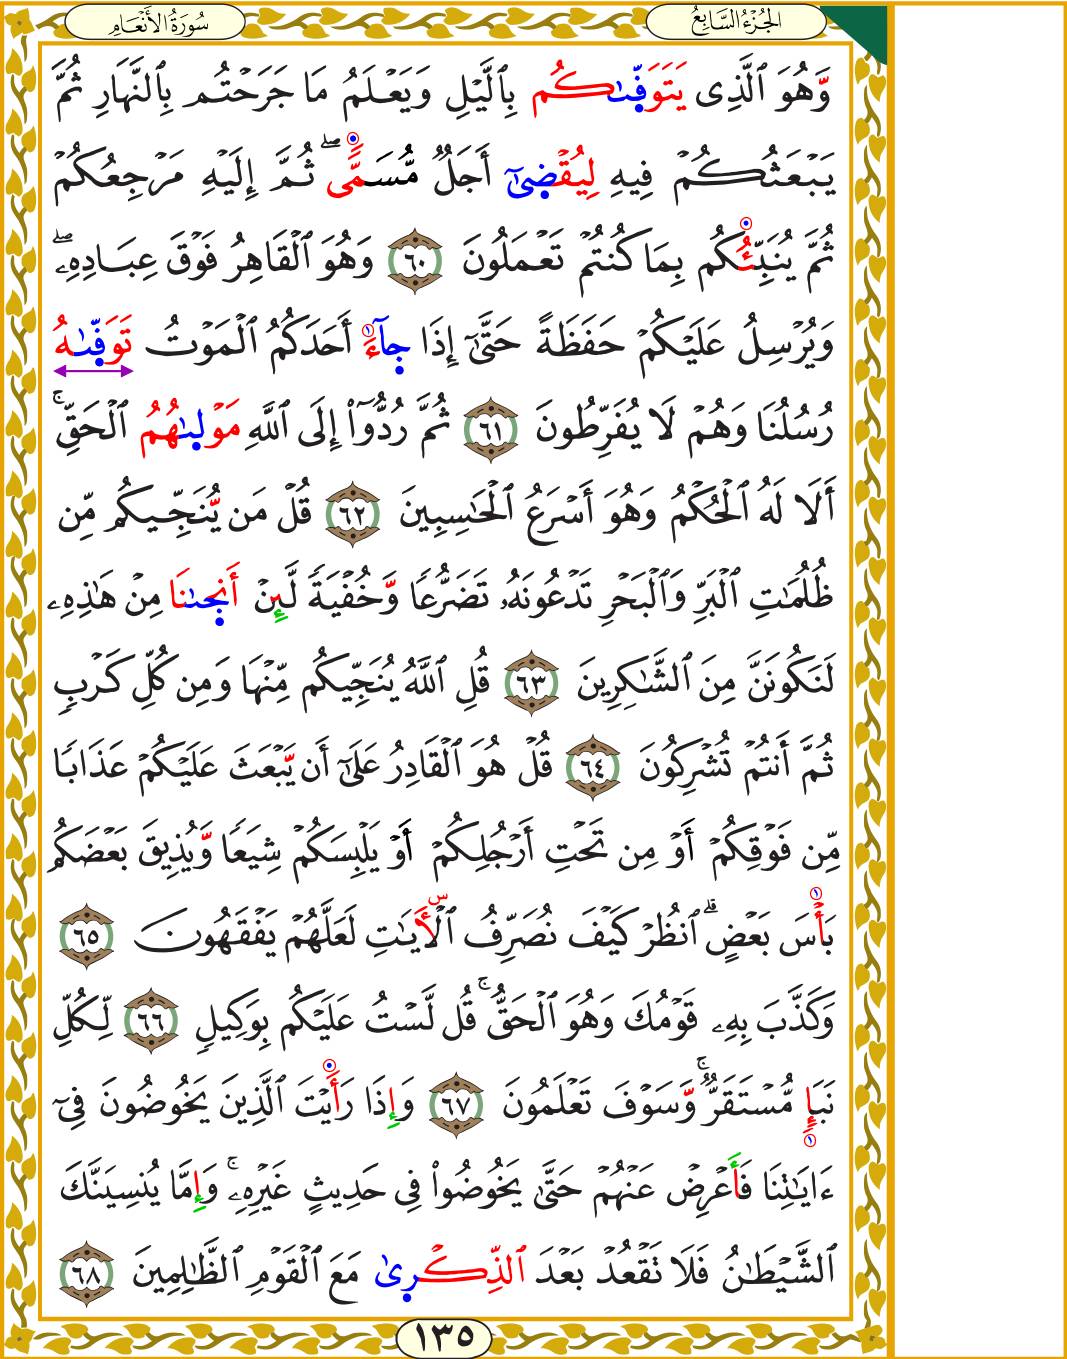 الجُزْءُ السَّابِعُ
سُورَةُ الأَنْعَامِ
وَّهُوَ ٱلَّذِى يَتَوَفّىٰكُم بِٱلَّيْلِ وَيَعْلَمُ مَا جَرَحْتُم بِٱلنَّهَارِ ثُمَّ
يَبْعَثُكُمْ فِيهِ لِيُقْضِىٰٓ أَجَلٌ مُّسَمًّىۖ ثُمَّ إِلَيْهِ مَرْجِعُكُمْ
ثُمَّ يُنَبِّئُكُم بِمَا كُنتُمْ تَعْمَلُونَ ٦٠ وَهُوَ ٱلْقَاهِرُ فَوْقَ عِبَادِهِۦۖ
وَيُرْسِلُ عَلَيْكُمْ حَفَظَةً حَتَّىٰٓ إِذَا جِآءَ أَحَدَكُمُ ٱلْمَوْتُ تَوَفّىٰهُ
رُسُلُنَا وَهُمْ لَا يُفَرِّطُونَ ٦١ ثُمَّ رُدُّوٓا۟ إِلَى ٱللَّهِ مَوْلىٰهُمُ ٱلْحَقِّۚ
أَلَا لَهُ ٱلْحُكْمُ وَهُوَ أَسْرَعُ ٱلْحَٰسِبِينَ ٦٢ قُلْ مَن يُّنَجِّيكُم مِّن
ظُلُمَٰتِ ٱلْبَرِّ وَٱلْبَحْرِ تَدْعُونَهُۥ تَضَرُّعًا وَّخُفْيَةً لَّئِنْ أَنجىٰنَا مِنْ هَٰذِهِۦ
لَنَكُونَنَّ مِنَ ٱلشَّٰكِرِينَ ٦٣ قُلِ ٱللَّهُ يُنَجِّيكُم مِّنْهَا وَمِن كُلِّ كَرْبٍ
ثُمَّ أَنتُمْ تُشْرِكُونَ ٦٤ قُلْ هُوَ ٱلْقَادِرُ عَلَىٰٓ أَن يَّبْعَثَ عَلَيْكُمْ عَذَابًا
مِّن فَوْقِكُمْ أَوْ مِن تَحْتِ أَرْجُلِكُمْ أَوْ يَلْبِسَكُمْ شِيَعًا وَّيُذِيقَ بَعْضَكُم
بَأْسَ بَعْضٍۗ ٱنظُرْ كَيْفَ نُصَرِّفُ ٱلْأَيَٰتِ لَعَلَّهُمْ يَفْقَهُونَ ٦٥
وَكَذَّبَ بِهِۦ قَوْمُكَ وَهُوَ ٱلْحَقُّۚ قُل لَّسْتُ عَلَيْكُم بِوَكِيلٍ ٦٦ لِّكُلِّ
نَبَإٍ مُّسْتَقَرٌّۚ وَّسَوْفَ تَعْلَمُونَ ٦٧ وَإِذَا رَأَيْتَ ٱلَّذِينَ يَخُوضُونَ فِىٓ
ءَايَٰتِنَا فَأَعْرِضْ عَنْهُمْ حَتَّىٰ يَخُوضُوا۟ فِى حَدِيثٍ غَيْرِهِۦۚ وَإِمَّا يُنسِيَنَّكَ
ٱلشَّيْطَٰنُ فَلَا تَقْعُدْ بَعْدَ ٱلذِّكْرِىٰ مَعَ ٱلْقَوْمِ ٱلظَّٰلِمِينَ ٦٨
١٣٥